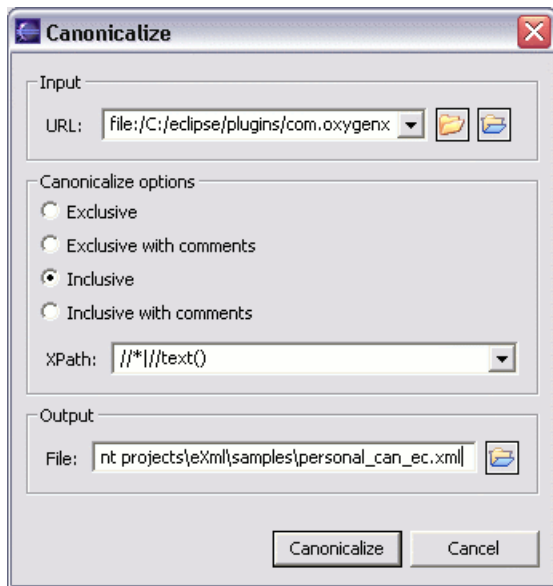 Canonicalize
Input
URL: file:/C:/eclipse/plugins/com.oxygenx
Canonicalize options
Exclusive
Exclusive with comments
Inclusive
Inclusive with comments
XPath: //*|//text()
Output
File: nt projects\eXml\samples\personal_can_ec.xml
Canonicalize Cancel